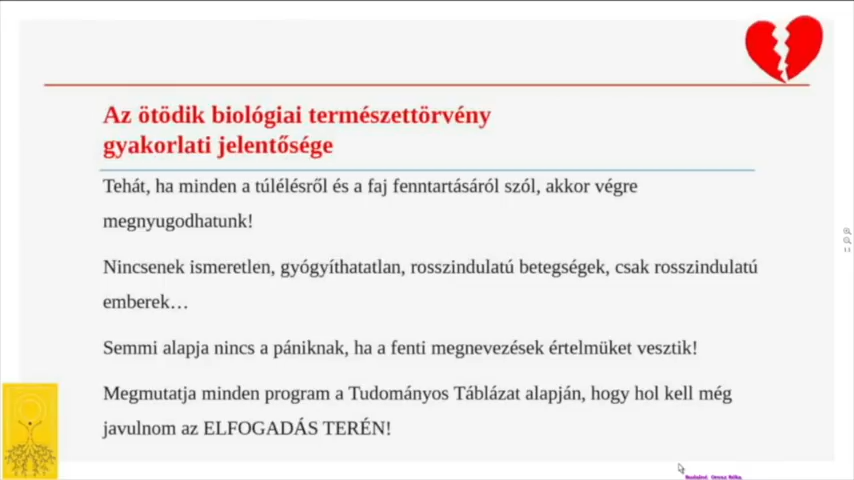 Az ötödik biológiai természettörvény
gyakorlati jelentősége
Tehát, ha minden a túlélésről és a faj fenntartásáról szól, akkor végre
megnyugodhatunk!
Nincsenek ismeretlen, gyógyíthatatlan, rosszindulatú betegségek, csak rosszindulatú
emberek…
Semmi alapja nincs a pániknak, ha a fenti megnevezések értelmüket vesztik!
Megmutatja minden program a Tudományos Táblázat alapján, hogy hol kell még
javulnom az ELFOGADÁS TERÉN!